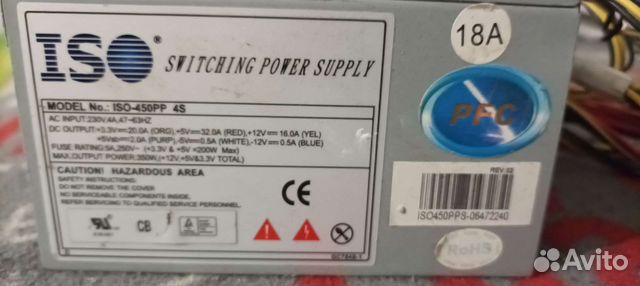 ISO SWITCHING POWER SUPPLY
18A
MODEL No.: ISO-450PP 4S
AC INPUT:230V,4A,47-63HZ
DC OUTPUT:+3.3V⎓20.0A (ORG),+5V⎓32.0A (RED),+12V⎓16.0A (YEL)
+5Vsb⎓2.0A (PURP),-5V⎓0.5A (WHITE),-12V⎓0.5A (BLUE)
FUSE RATING:5A,250V~ (+3.3V & +5V ×200W Max)
MAX.OUTPUT POWER:350W,(+12V,+5V&3.3V TOTAL)
CAUTION! HAZARDOUS AREA
SAFETY INSTRUCTIONS:
DO NOT REMOVE THIS COVER.
NO SERVICEABLE COMPONENTS INSIDE.
REFER SERVICING TO QUALIFIED SERVICE PERSONNEL.
CE
CB
PFC
REV:02
ISO450PPS-06472240
RoHS
Avito